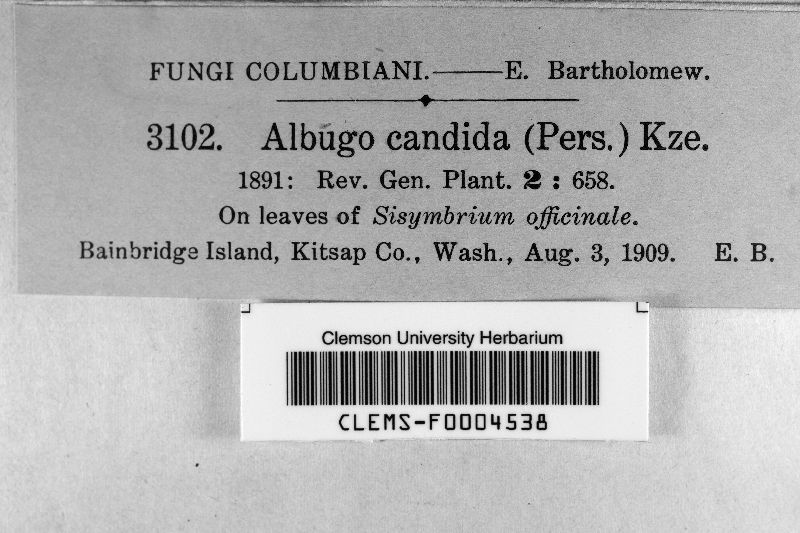 FUNGI COLUMBIANI.——E. Bartholomew.
3102. Albugo candida (Pers.) Kze.
1891: Rev. Gen. Plant. 2 : 658.
On leaves of Sisymbrium officinale.
Bainbridge Island, Kitsap Co., Wash., Aug. 3, 1909. E. B.
Clemson University Herbarium
CLEMS-F0004538